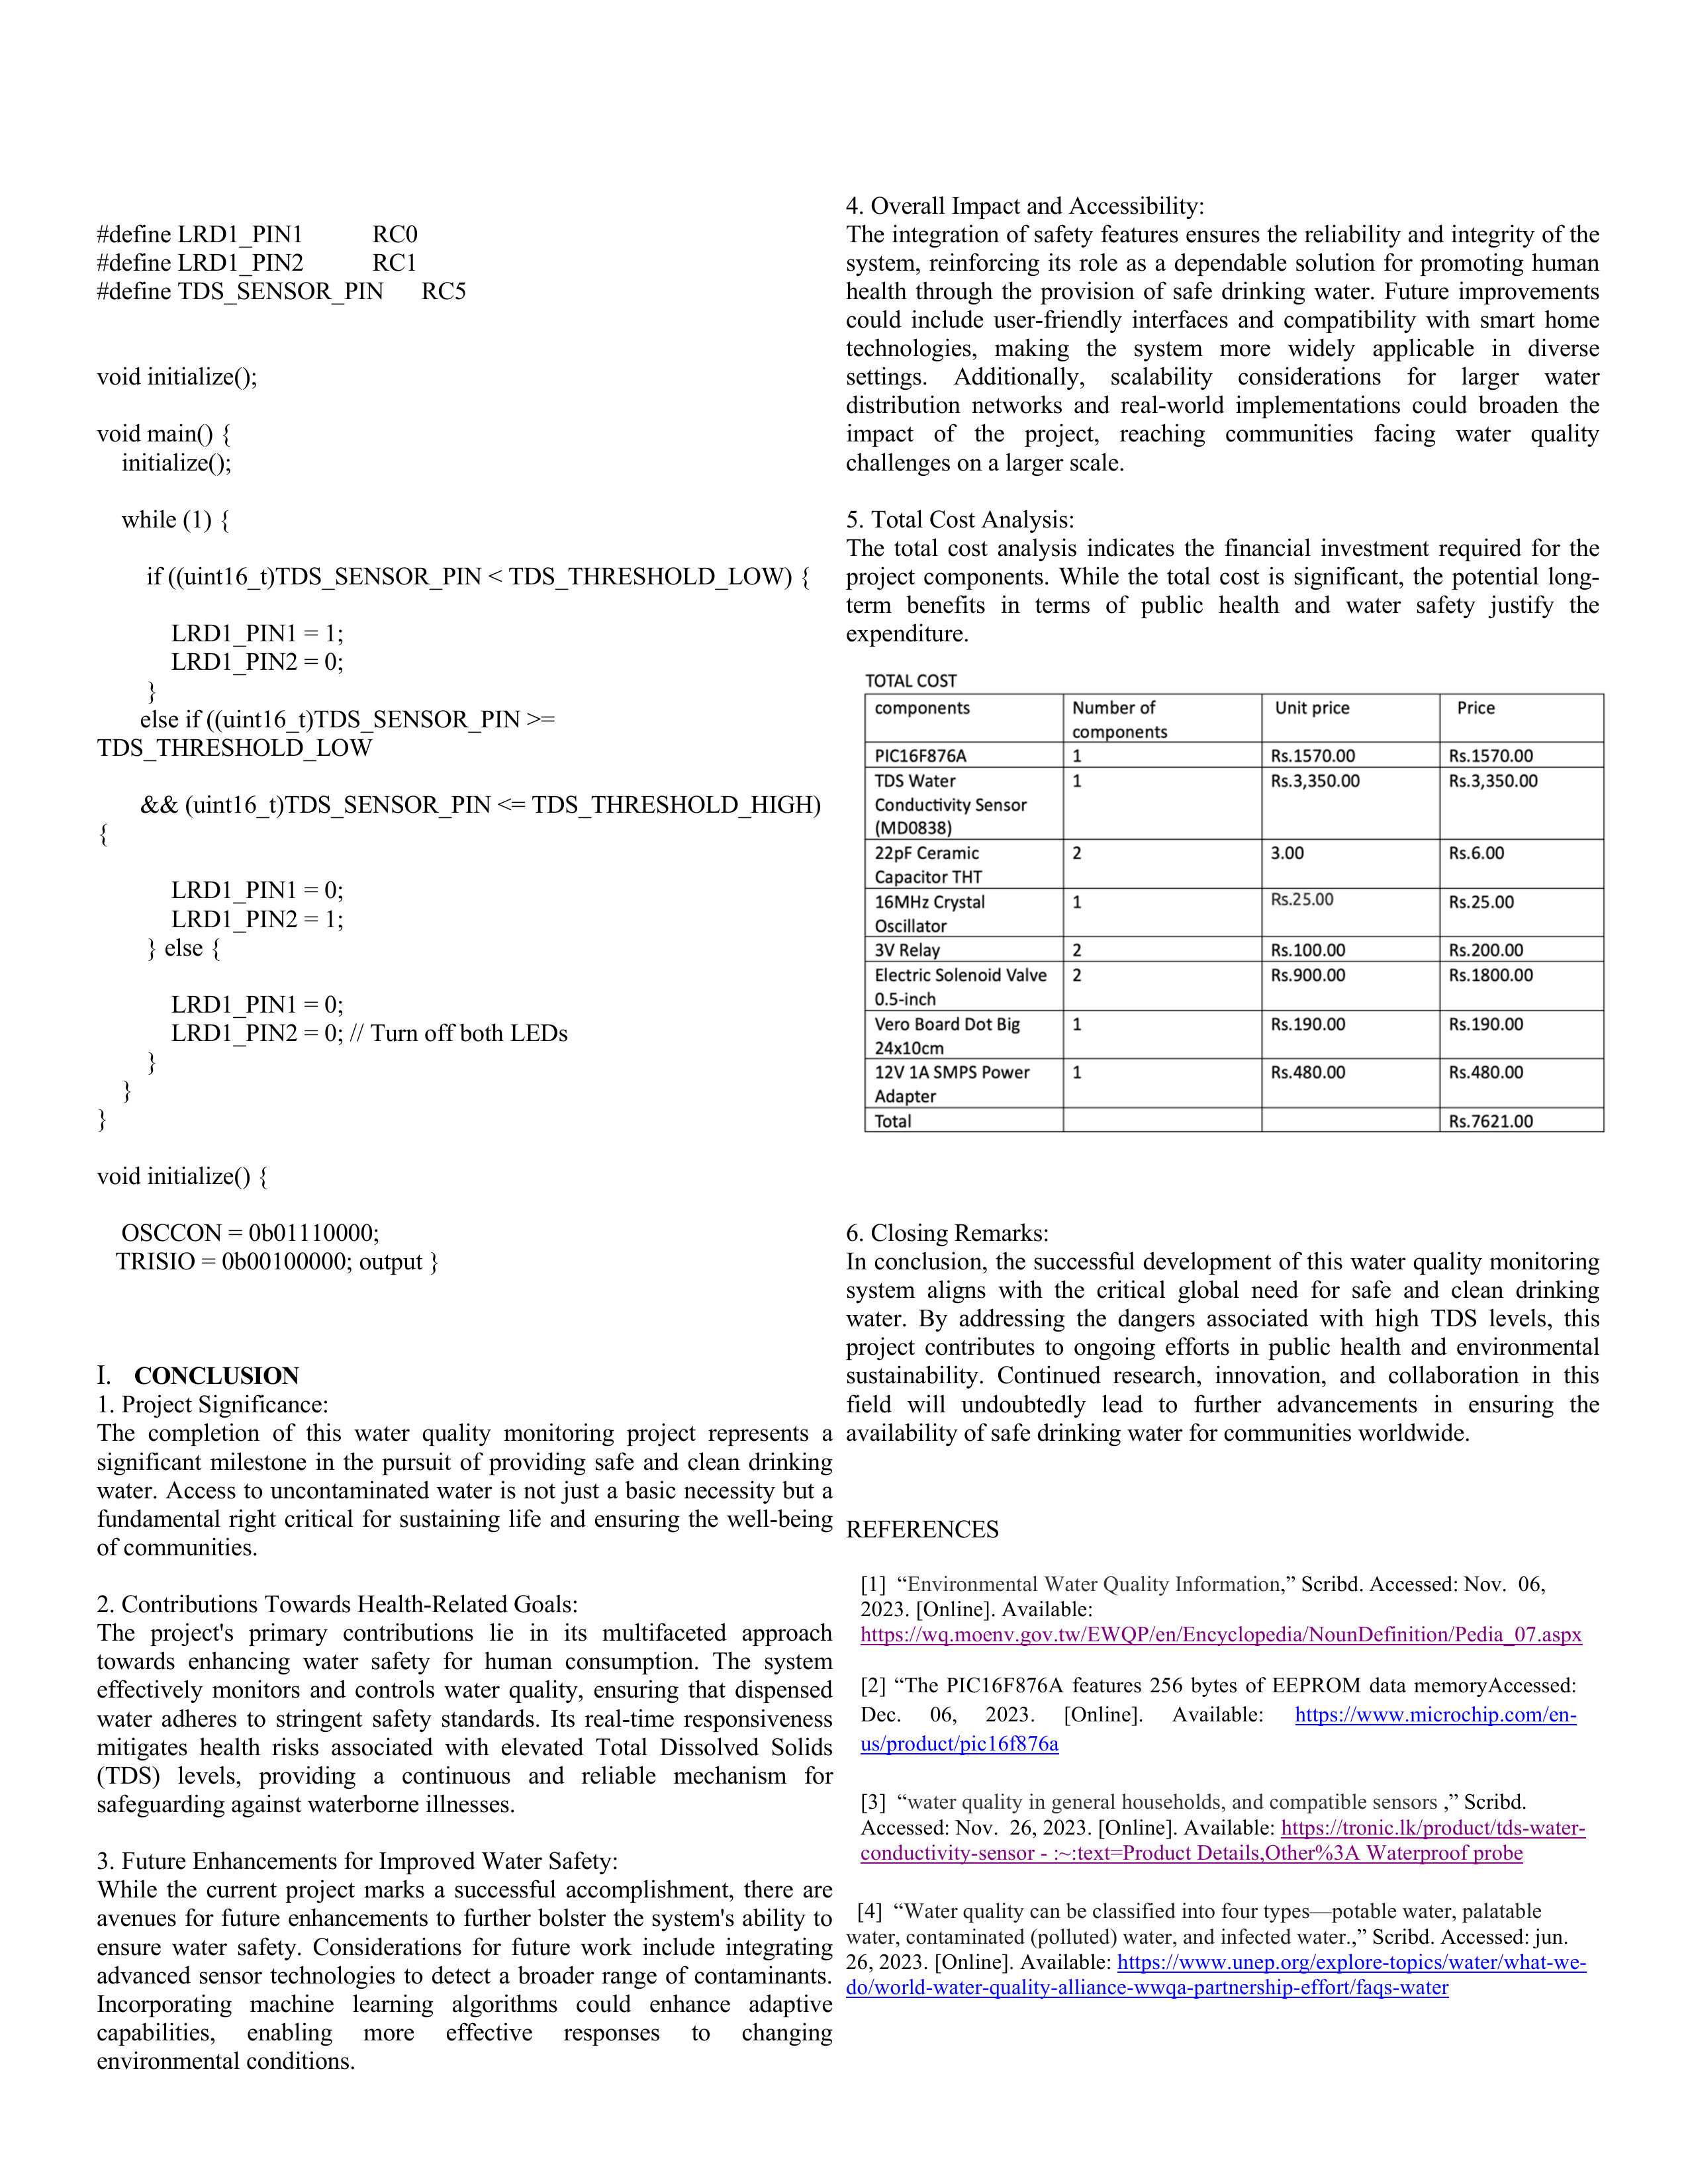 #define LRD1_PIN1 RC0
#define LRD1_PIN2 RC1
#define TDS_SENSOR_PIN RC5
void initialize();
void main() {
initialize();
while (1) {
if ((uint16_t)TDS_SENSOR_PIN < TDS_THRESHOLD_LOW) {
LRD1_PIN1 = 1;
LRD1_PIN2 = 0;
}
else if ((uint16_t)TDS_SENSOR_PIN >=
TDS_THRESHOLD_LOW
&& (uint16_t)TDS_SENSOR_PIN <= TDS_THRESHOLD_HIGH)
{
LRD1_PIN1 = 0;
LRD1_PIN2 = 1;
} else {
LRD1_PIN1 = 0;
LRD1_PIN2 = 0; // Turn off both LEDs
}
}
}
void initialize() {
OSCCON = 0b01110000;
TRISIO = 0b00100000; output }
I. CONCLUSION
1. Project Significance:
The completion of this water quality monitoring project represents a
significant milestone in the pursuit of providing safe and clean drinking
water. Access to uncontaminated water is not just a basic necessity but a
fundamental right critical for sustaining life and ensuring the well-being
of communities.
2. Contributions Towards Health-Related Goals:
The project's primary contributions lie in its multifaceted approach
towards enhancing water safety for human consumption. The system
effectively monitors and controls water quality, ensuring that dispensed
water adheres to stringent safety standards. Its real-time responsiveness
mitigates health risks associated with elevated Total Dissolved Solids
(TDS) levels, providing a continuous and reliable mechanism for
safeguarding against waterborne illnesses.
3. Future Enhancements for Improved Water Safety:
While the current project marks a successful accomplishment, there are
avenues for future enhancements to further bolster the system's ability to
ensure water safety. Considerations for future work include integrating
advanced sensor technologies to detect a broader range of contaminants.
Incorporating machine learning algorithms could enhance adaptive
capabilities, enabling more effective responses to changing
environmental conditions.
4. Overall Impact and Accessibility:
The integration of safety features ensures the reliability and integrity of the
system, reinforcing its role as a dependable solution for promoting human
health through the provision of safe drinking water. Future improvements
could include user-friendly interfaces and compatibility with smart home
technologies, making the system more widely applicable in diverse
settings. Additionally, scalability considerations for larger water
distribution networks and real-world implementations could broaden the
impact of the project, reaching communities facing water quality
challenges on a larger scale.
5. Total Cost Analysis:
The total cost analysis indicates the financial investment required for the
project components. While the total cost is significant, the potential long-
term benefits in terms of public health and water safety justify the
expenditure.
TOTAL COST
components Number of Unit price Price
components
PIC16F876A 1 Rs.1570.00 Rs.1570.00
TDS Water 1 Rs.3,350.00 Rs.3,350.00
Conductivity Sensor
(MD0838)
22pF Ceramic 2 3.00 Rs.6.00
Capacitor THT
16MHz Crystal 1 Rs.25.00 Rs.25.00
Oscillator
3V Relay 2 Rs.100.00 Rs.200.00
Electric Solenoid Valve 2 Rs.900.00 Rs.1800.00
0.5-inch
Vero Board Dot Big 1 Rs.190.00 Rs.190.00
24x10cm
12V 1A SMPS Power 1 Rs.480.00 Rs.480.00
Adapter
Total Rs.7621.00
6. Closing Remarks:
In conclusion, the successful development of this water quality monitoring
system aligns with the critical global need for safe and clean drinking
water. By addressing the dangers associated with high TDS levels, this
project contributes to ongoing efforts in public health and environmental
sustainability. Continued research, innovation, and collaboration in this
field will undoubtedly lead to further advancements in ensuring the
availability of safe drinking water for communities worldwide.
REFERENCES
[1] “Environmental Water Quality Information,” Scribd. Accessed: Nov. 06,
2023. [Online]. Available:
https://wq.moenv.gov.tw/EWQP/en/Encyclopedia/NounDefinition/Pedia_07.aspx
[2] “The PIC16F876A features 256 bytes of EEPROM data memoryAccessed:
Dec. 06, 2023. [Online]. Available: https://www.microchip.com/en-
us/product/pic16f876a
[3] “water quality in general households, and compatible sensors ,” Scribd.
Accessed: Nov. 26, 2023. [Online]. Available: https://tronic.lk/product/tds-water-
conductivity-sensor - :~:text=Product Details,Other%3A Waterproof probe
[4] “Water quality can be classified into four types—potable water, palatable
water, contaminated (polluted) water, and infected water.,” Scribd. Accessed: jun.
26, 2023. [Online]. Available: https://www.unep.org/explore-topics/water/what-we-
do/world-water-quality-alliance-wwqa-partnership-effort/faqs-water